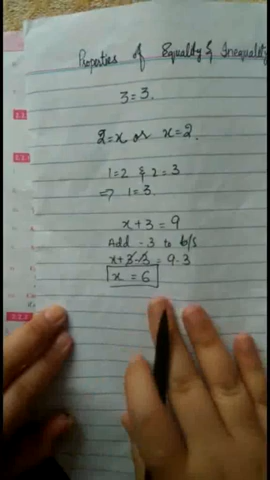 Properties of Equality & Inequality
3 = 3.
2 = x or x = 2.
1 = 2 & 2 = 3
⇒ 1 = 3.
x + 3 = 9
Add - 3 to b/s
x + 3 - 3 = 9 - 3
x = 6